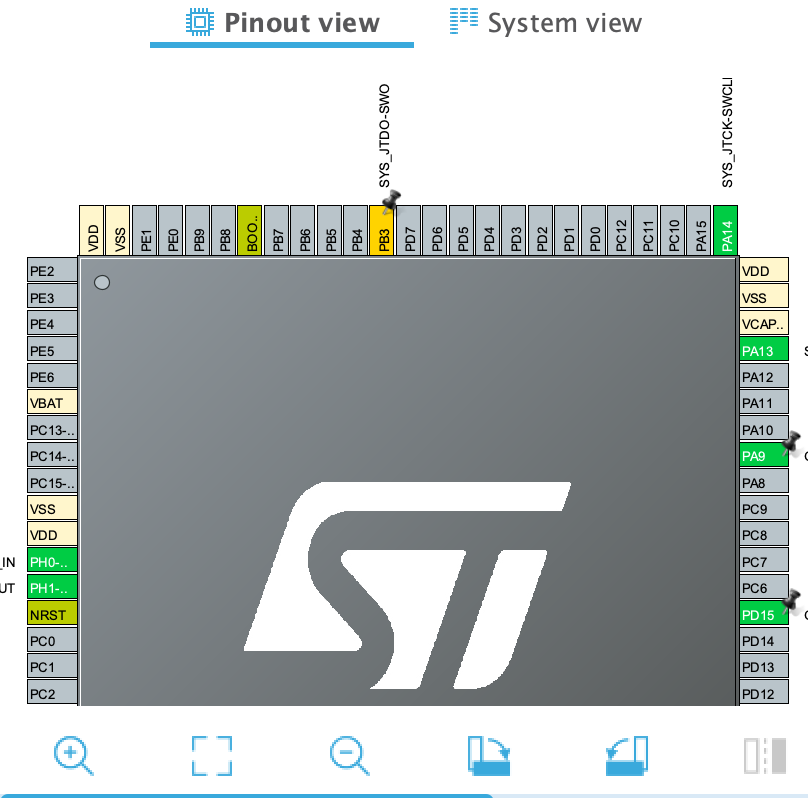 Pinout view
System view
SYS_JTDO-SWO
SYS_JTCK-SWCL
VDD
VSS
PE1
PE0
PB9
PB8
BOO..
PB7
PB6
PB5
PB4
PB3
PD7
PD6
PD5
PD4
PD3
PD2
PD1
PD0
PC12
PC11
PC10
PA15
PA14
PE2
PE3
PE4
PE5
PE6
VBAT
PC13-..
PC14-..
PC15-..
VSS
VDD
_IN
PH0-..
UT
PH1-..
NRST
PC0
PC1
PC2
ST
VDD
VSS
VCAP..
PA13
PA12
PA11
PA10
PA9
PA8
PC9
PC8
PC7
PC6
PD15
PD14
PD13
PD12